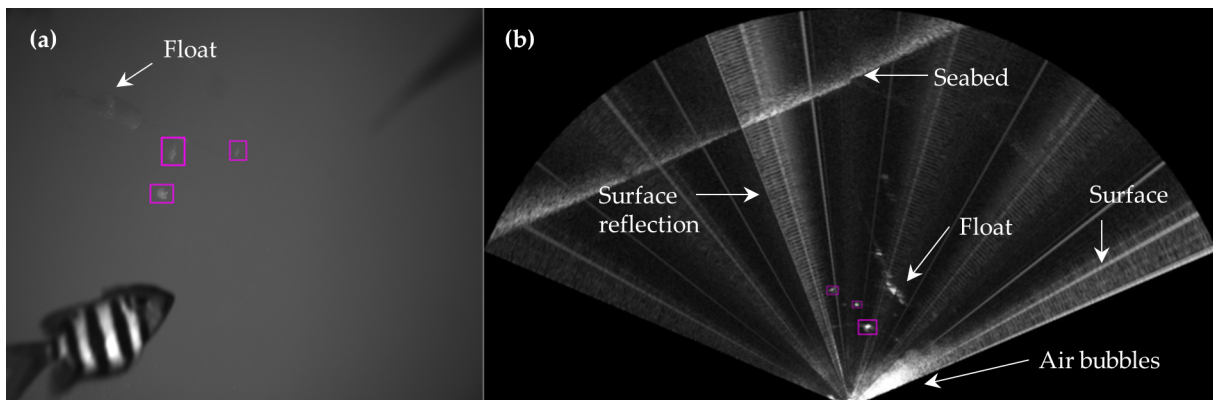 (a)
Float
(b)
Seabed
Surface
reflection
Surface
Float
Air bubbles